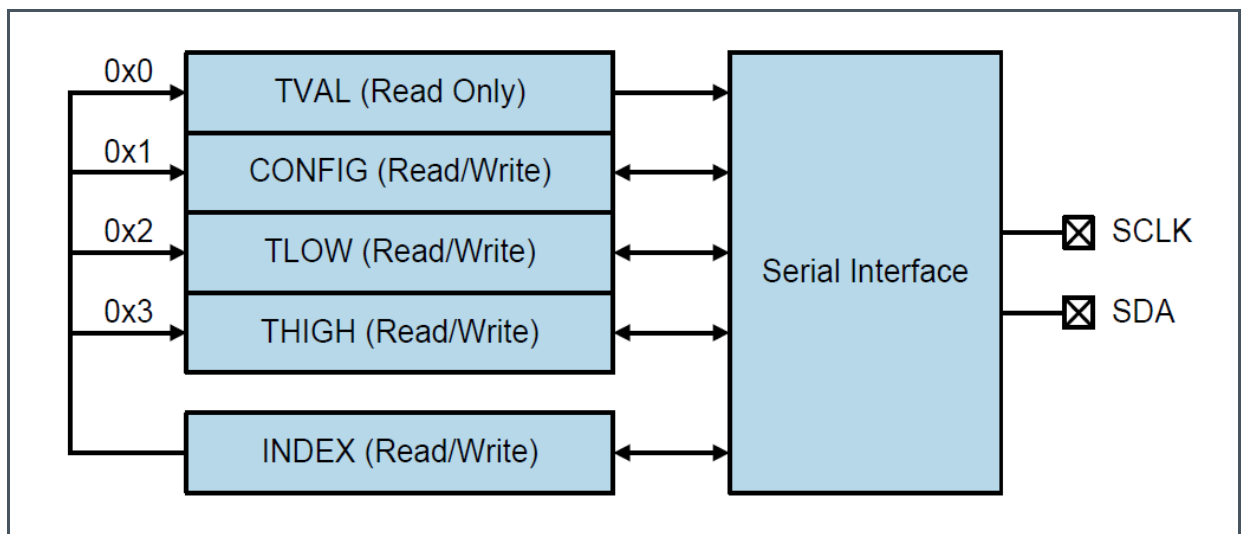 0x0
TVAL (Read Only)
0x1
CONFIG (Read/Write)
0x2
TLOW (Read/Write)
0x3
THIGH (Read/Write)
INDEX (Read/Write)
Serial Interface
SCLK
SDA